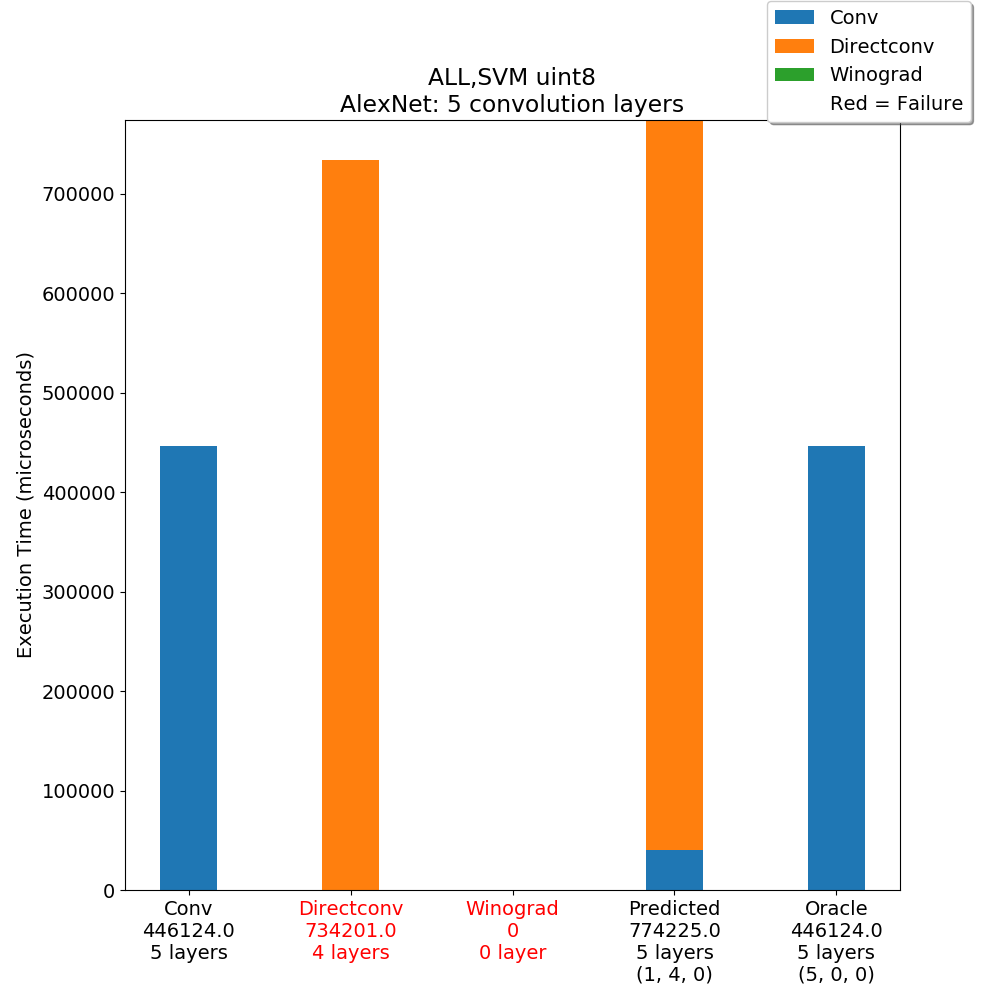 Conv
Directconv
Winograd
Red = Failure
ALL,SVM uint8
AlexNet: 5 convolution layers
Execution Time (microseconds)
700000
600000
500000
400000
300000
200000
100000
0
Conv
446124.0
5 layers
Directconv
734201.0
4 layers
Winograd
0
0 layer
Predicted
774225.0
5 layers
(1, 4, 0)
Oracle
446124.0
5 layers
(5, 0, 0)